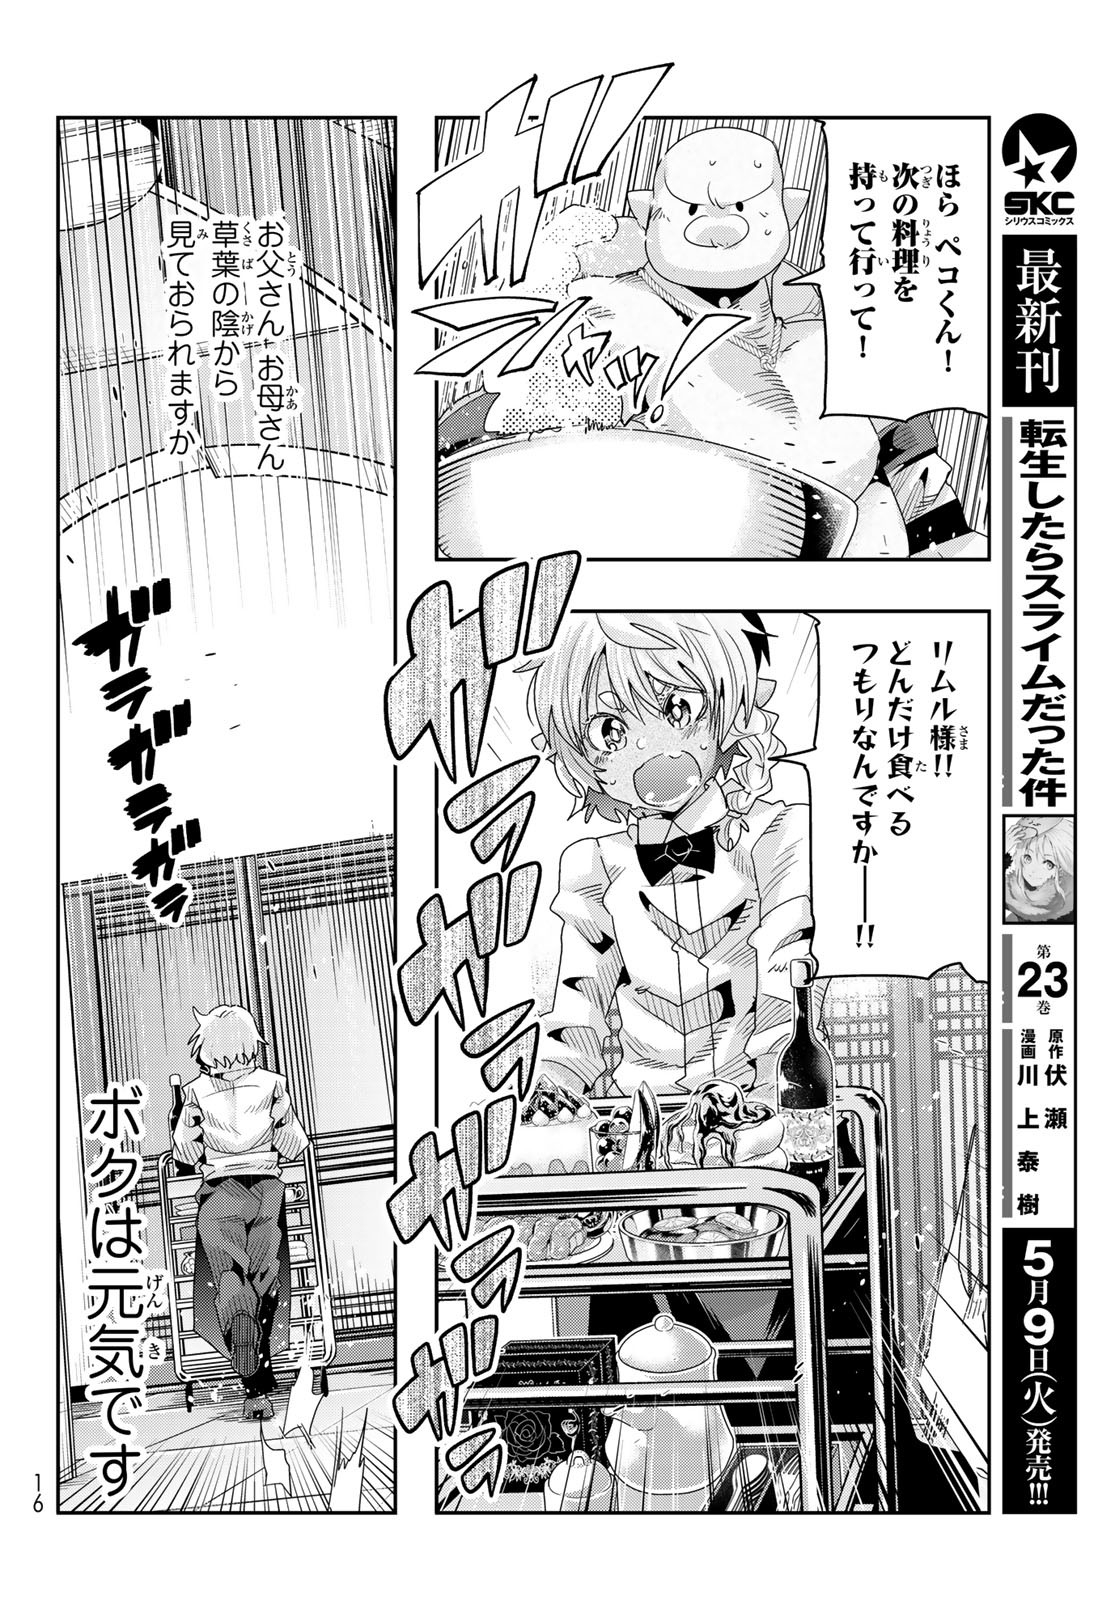 ほら ペコくん!
次の料理を
持って行って!
ガッ
シャャッ!
リムル様!!
どんだけ食べる
つもりなんですか――!!
ガラガラガラガラ
お父さん お母さん
草葉の陰から
見ておられますか
ガラガラガラ
ボクは元気です
16
SKC
シリウスコミックス
最新刊
転生したらスライムだった件
第23巻
原作 伏瀬
漫画 川上泰樹
5月9日(火)発売!!!